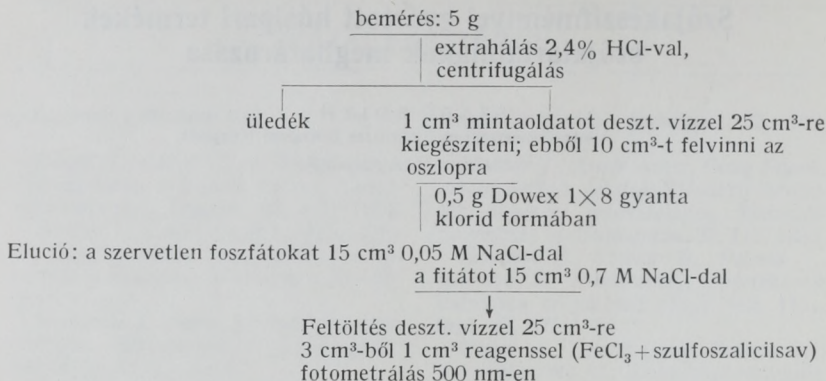 bemérés: 5 g
extrahálás 2,4% HCl-val,
centrifugálás
üledék
1 cm³ mintaoldatot deszt. vízzel 25 cm³-re
kiegészíteni; ebből 10 cm³-t felvinni az
oszlopra
0,5 g Dowex 1×8 gyanta
klorid formában
Elució: a szervetlen foszfátokat 15 cm³ 0,05 M NaCl-dal
a fitátot 15 cm³ 0,7 M NaCl-dal
Feltöltés deszt. vízzel 25 cm³-re
3 cm³-ből 1 cm³ reagenssel (FeCl₃+szulfoszalicilsav)
fotometrálás 500 nm-en